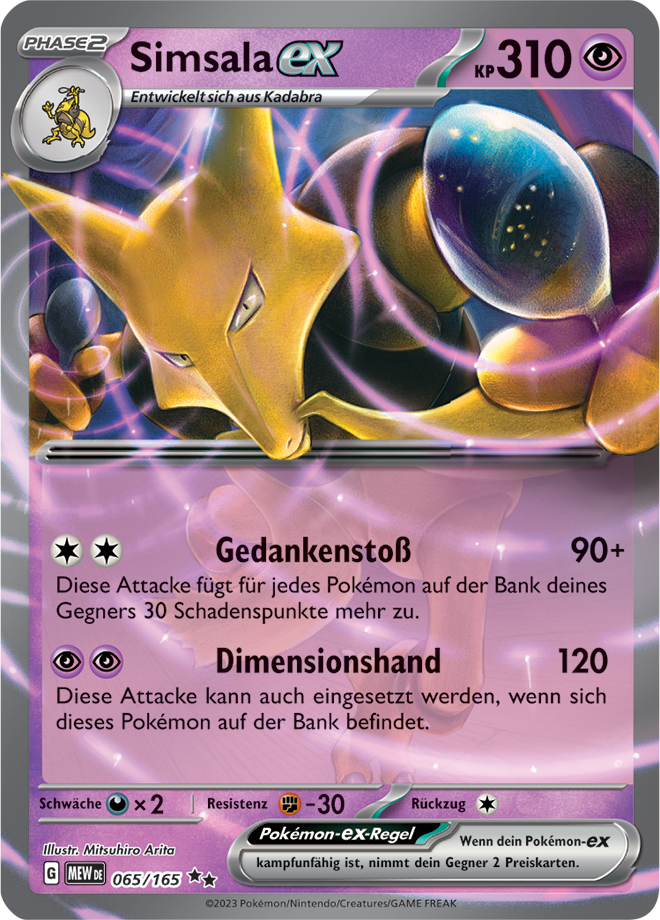 PHASE2
Simsala ex
KP 310
Entwickelt sich aus Kadabra
Gedankenstoß 90+
Diese Attacke fügt für jedes Pokémon auf der Bank deines
Gegners 30 Schadenspunkte mehr zu.
Dimensionshand 120
Diese Attacke kann auch eingesetzt werden, wenn sich
dieses Pokémon auf der Bank befindet.
Schwäche ×2 Resistenz -30 Rückzug
Illustr. Mitsuhiro Arita
Pokémon-ex-Regel Wenn dein Pokémon-ex
kampfunfähig ist, nimmt dein Gegner 2 Preiskarten.
G MEW DE 065/165
©2023 Pokémon/Nintendo/Creatures/GAME FREAK